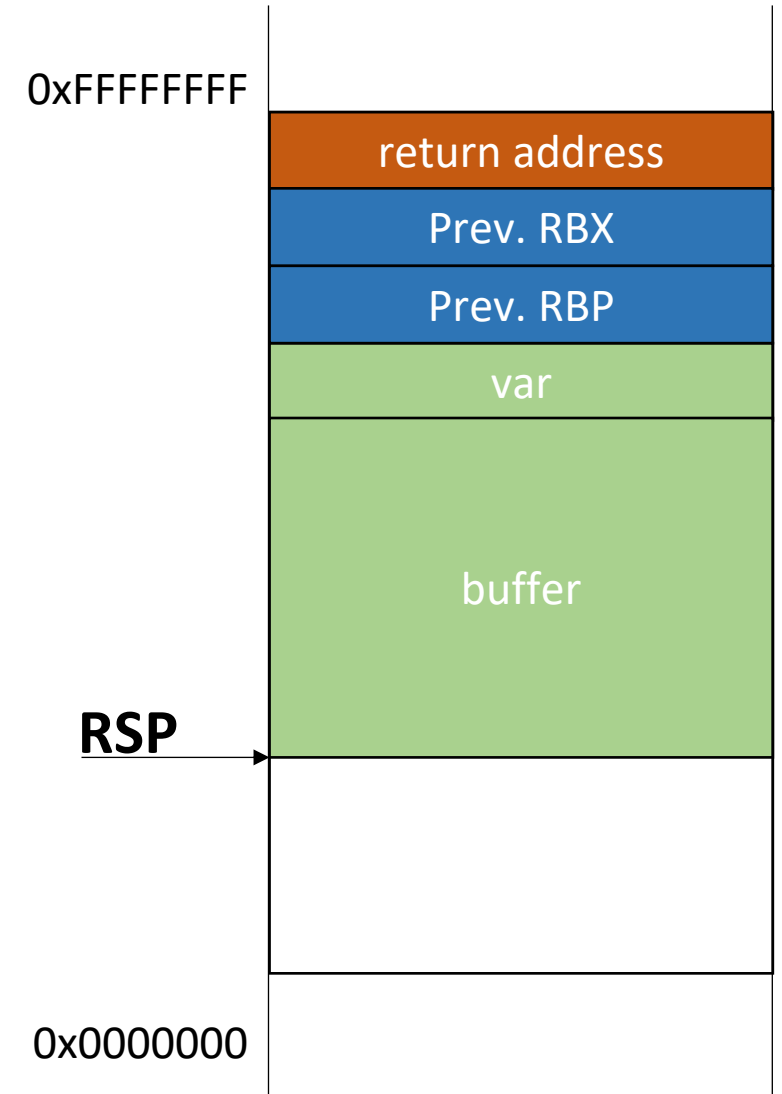 0xFFFFFFFF
return address
Prev. RBX
Prev. RBP
var
buffer
RSP
0x0000000